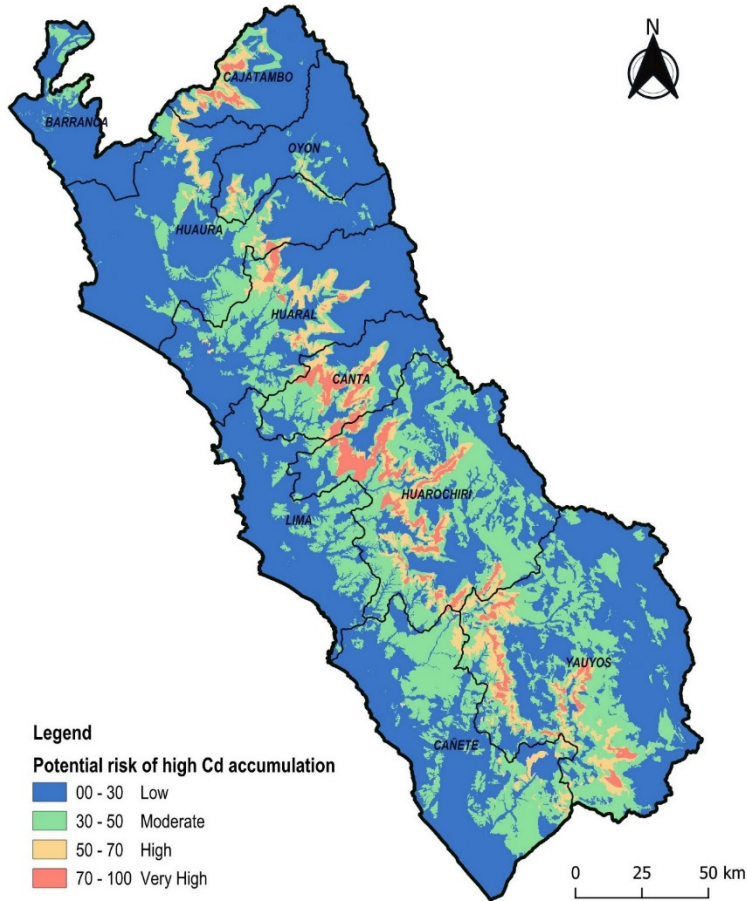 N
CAJATAMBO
BARRANCA
OYON
HUAURA
HUARAL
CANTA
HUAROCHIRI
LIMA
YAUYOS
CAÑETE
Legend
Potential risk of high Cd accumulation
00 - 30 Low
30 - 50 Moderate
50 - 70 High
70 - 100 Very High
0 25 50 km